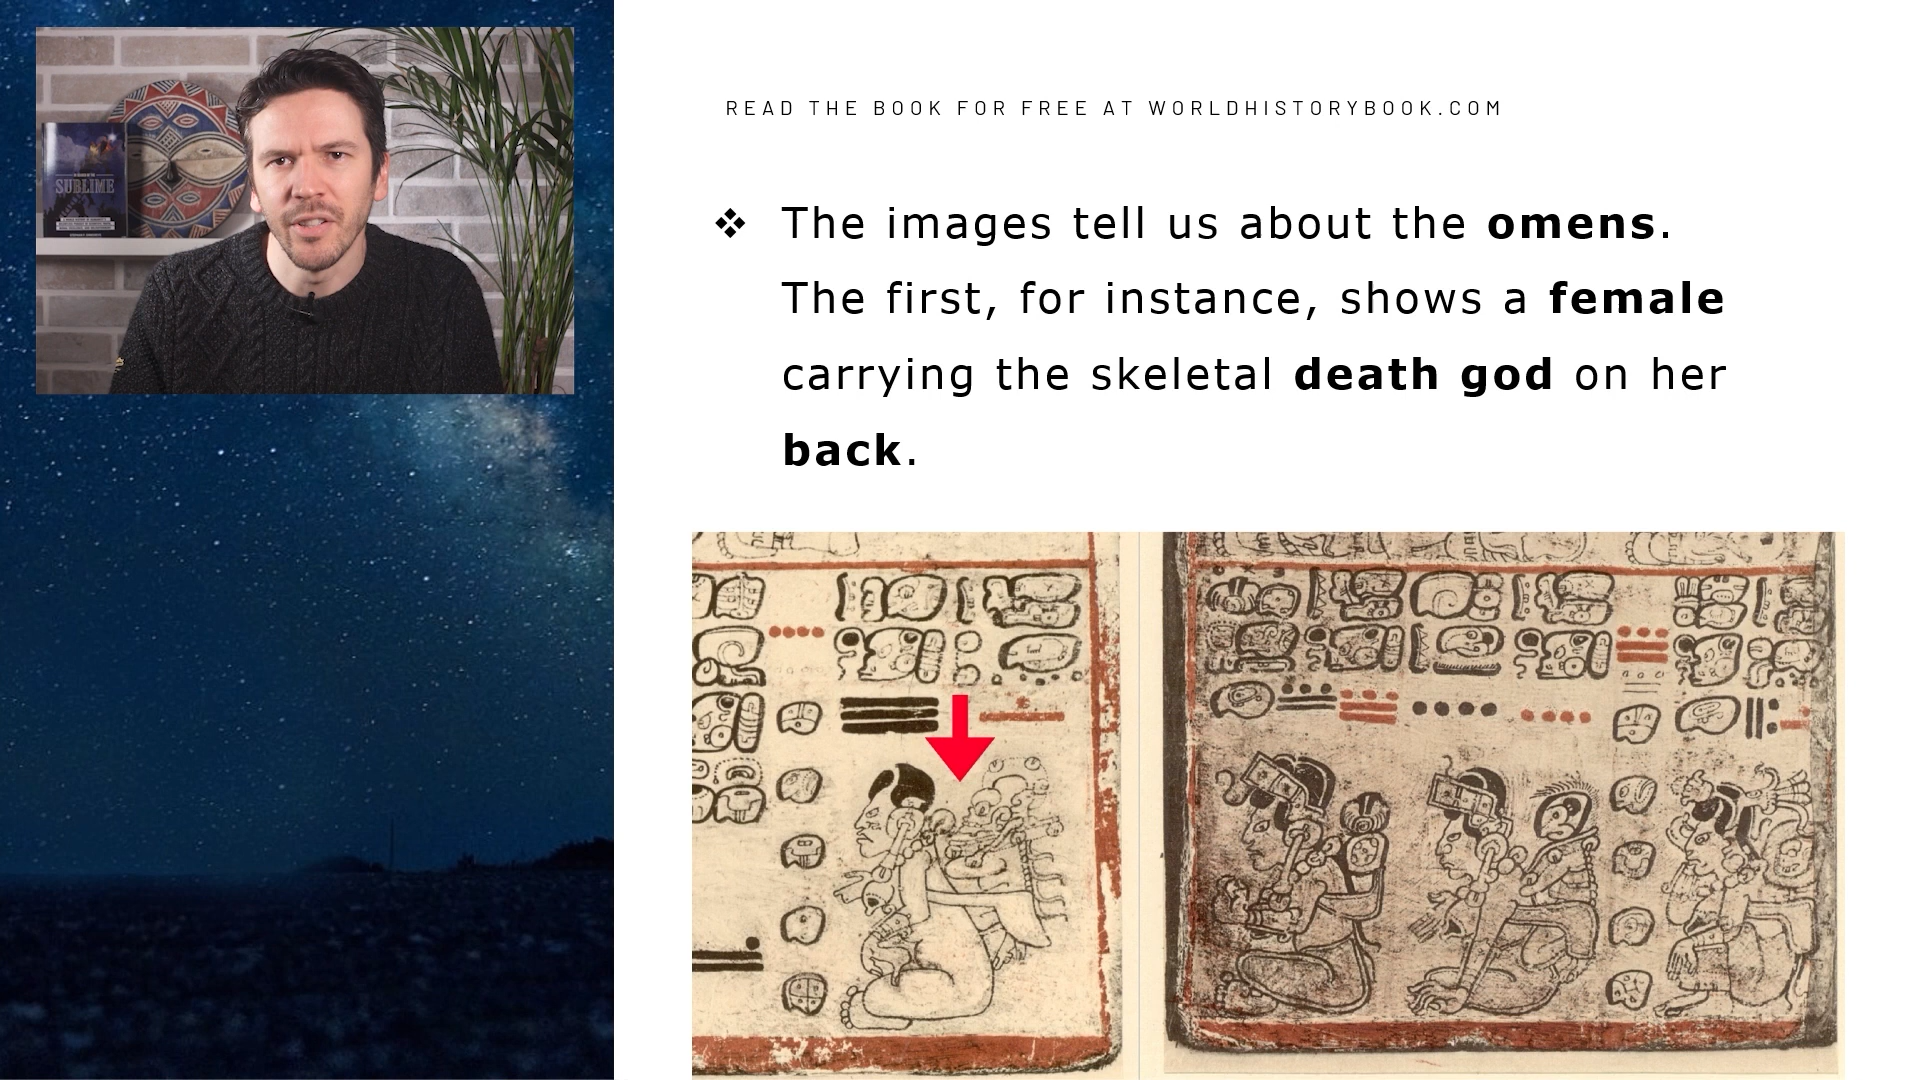 READ THE BOOK FOR FREE AT WORLDHISTORYBOOK.COM
❖ The images tell us about the omens.
The first, for instance, shows a female
carrying the skeletal death god on her
back.
SUBLIME